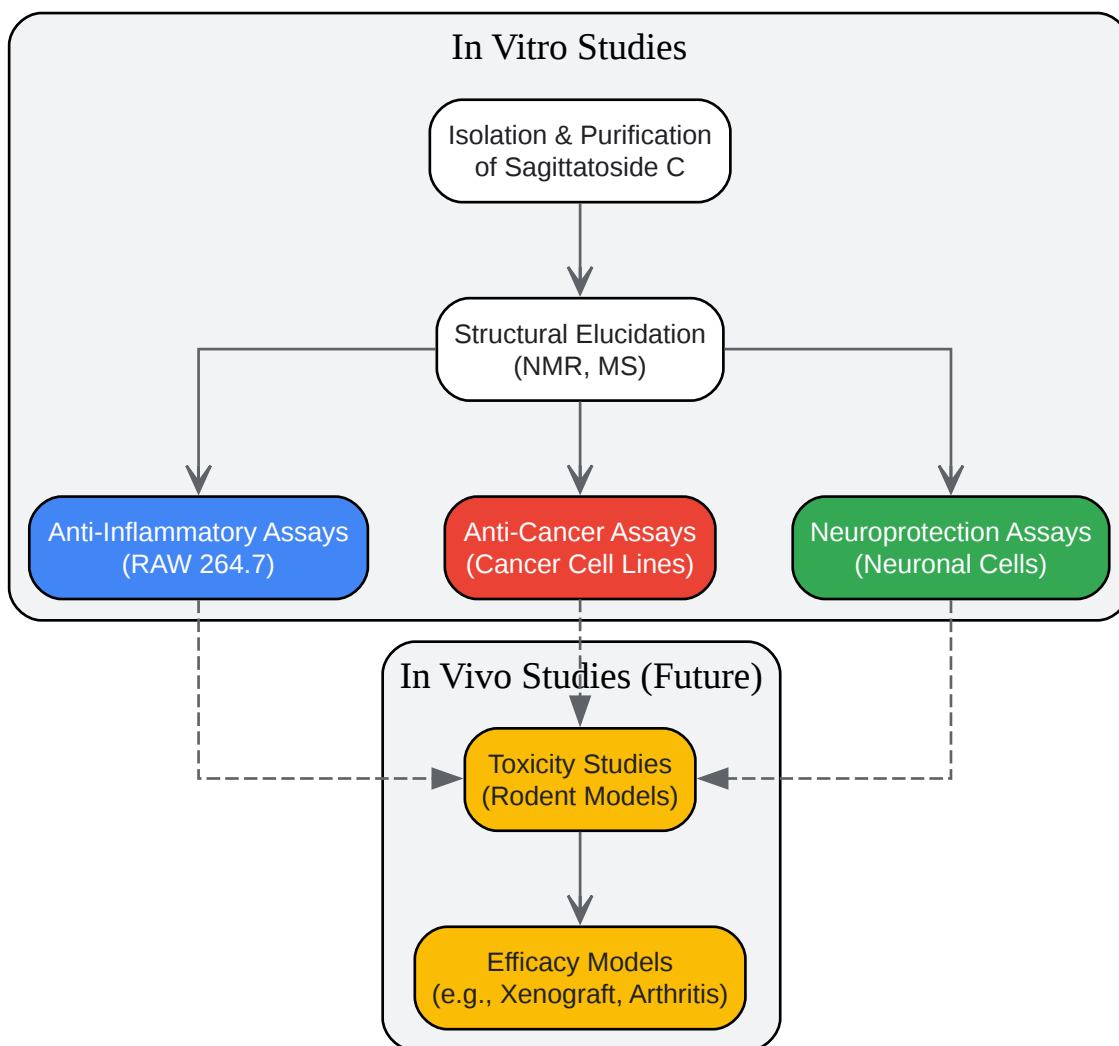 In Vitro Studies
Isolation & Purification
of Sagittatoside C
Structural Elucidation
(NMR, MS)
Anti-Inflammatory Assays
(RAW 264.7)
Anti-Cancer Assays
(Cancer Cell Lines)
Neuroprotection Assays
(Neuronal Cells)
In Vivo Studies (Future)
Toxicity Studies
(Rodent Models)
Efficacy Models
(e.g., Xenograft, Arthritis)